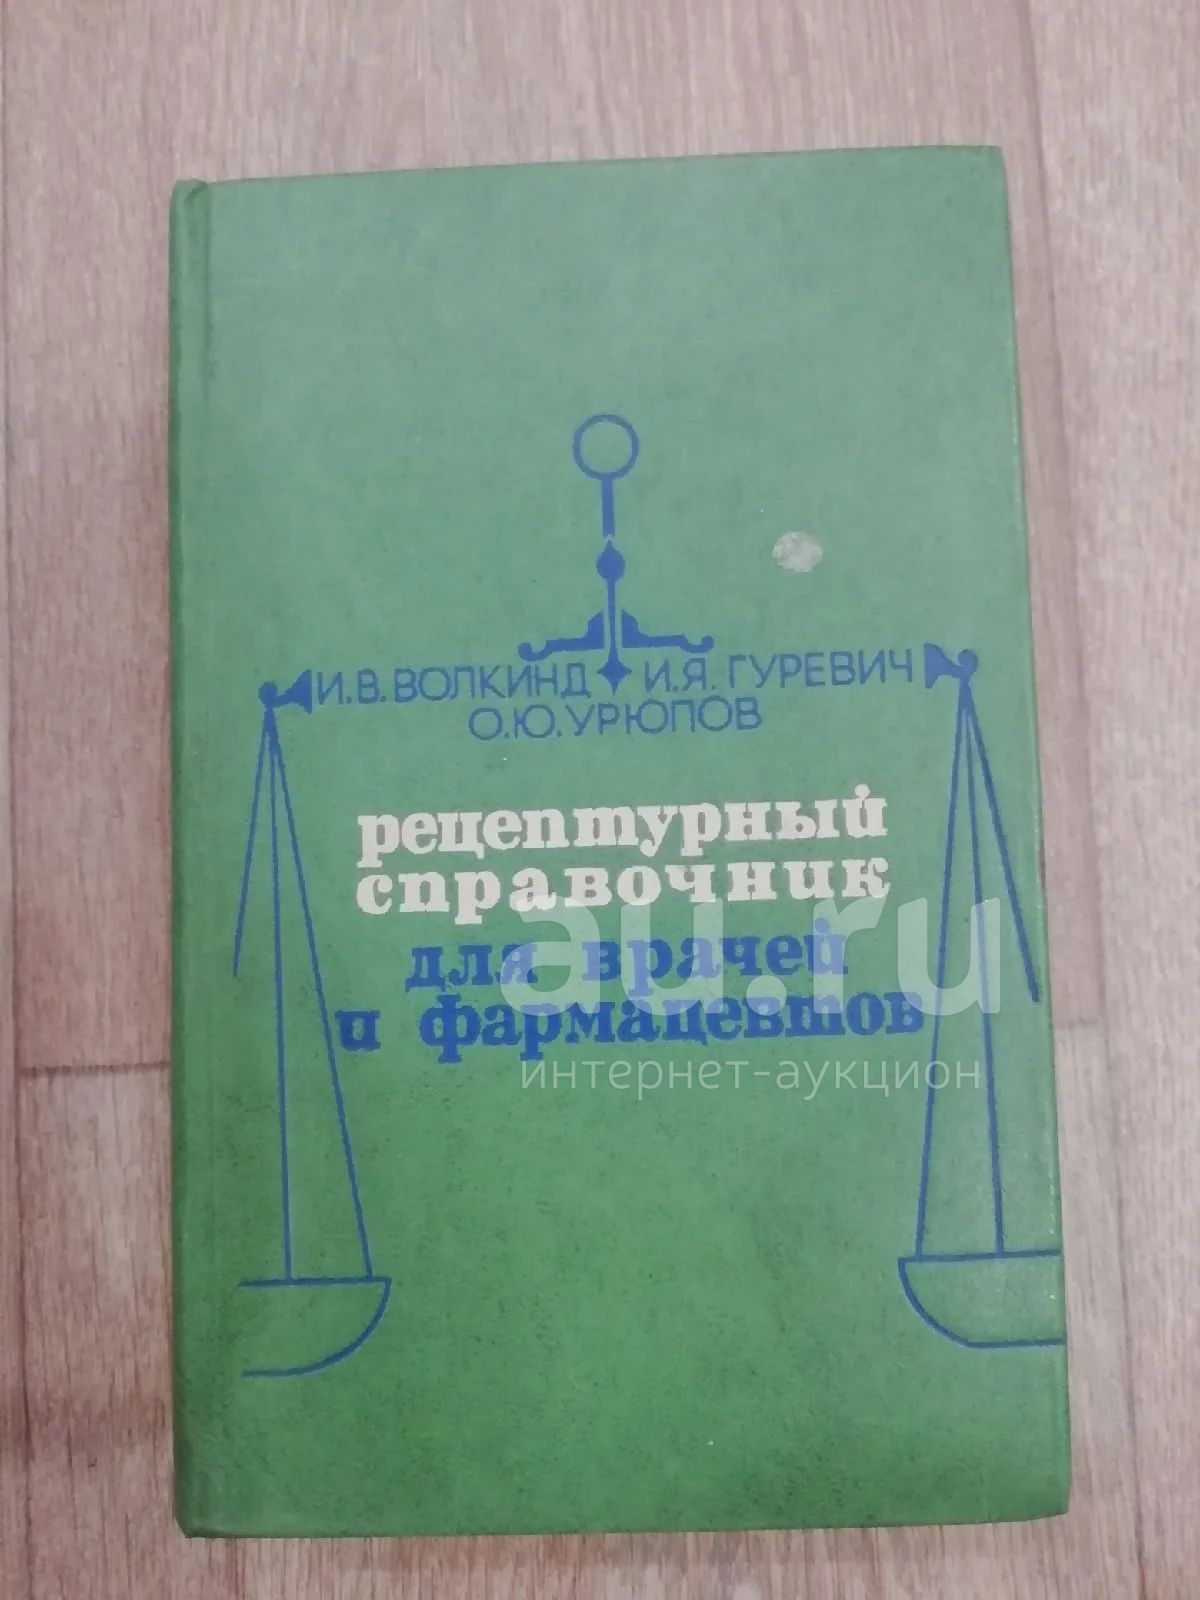 И.В.ВОЛКИНД И.Я.ГУРЕВИЧ
О.Ю.УРЮПОВ
рецептурный
справочник
для врачей
и фармацевтов
au.ru
интернет-аукцион